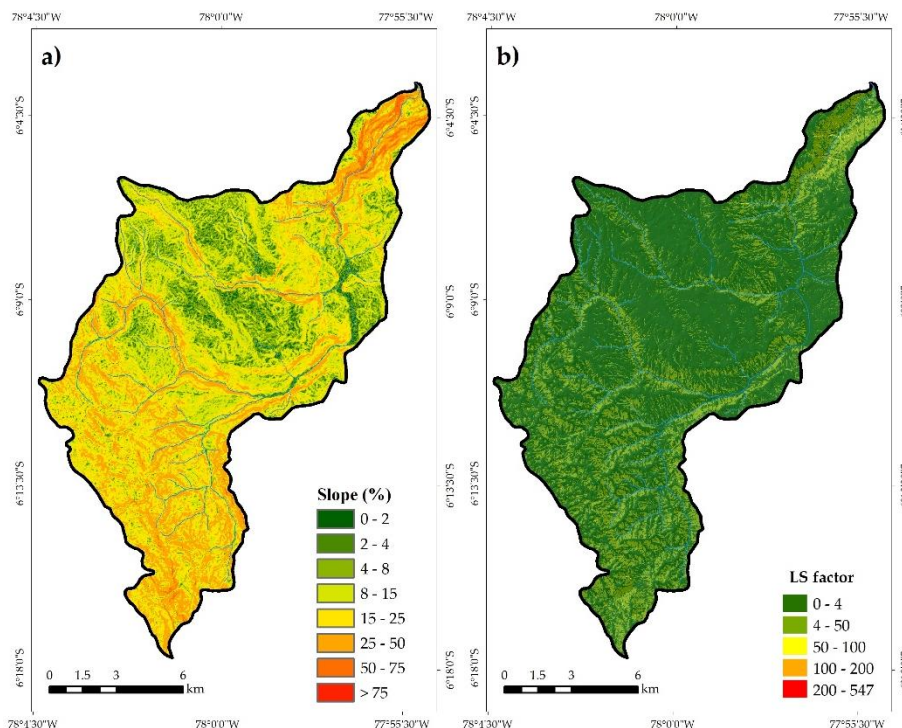 78°4'30"W 78°0'0"W 77°55'30"W
78°4'30"W 78°0'0"W 77°55'30"W
a)
b)
6°4'30"S
6°9'0"S
6°13'30"S
6°18'0"S
6°4'30"S
6°9'0"S
6°13'30"S
6°18'0"S
Slope (%)
0 - 2
2 - 4
4 - 8
8 - 15
15 - 25
25 - 50
50 - 75
> 75
LS factor
0 - 4
4 - 50
50 - 100
100 - 200
200 - 547
0 1.5 3 6
km
0 1.5 3 6
km
78°4'30"W 78°0'0"W 77°55'30"W
78°4'30"W 78°0'0"W 77°55'30"W